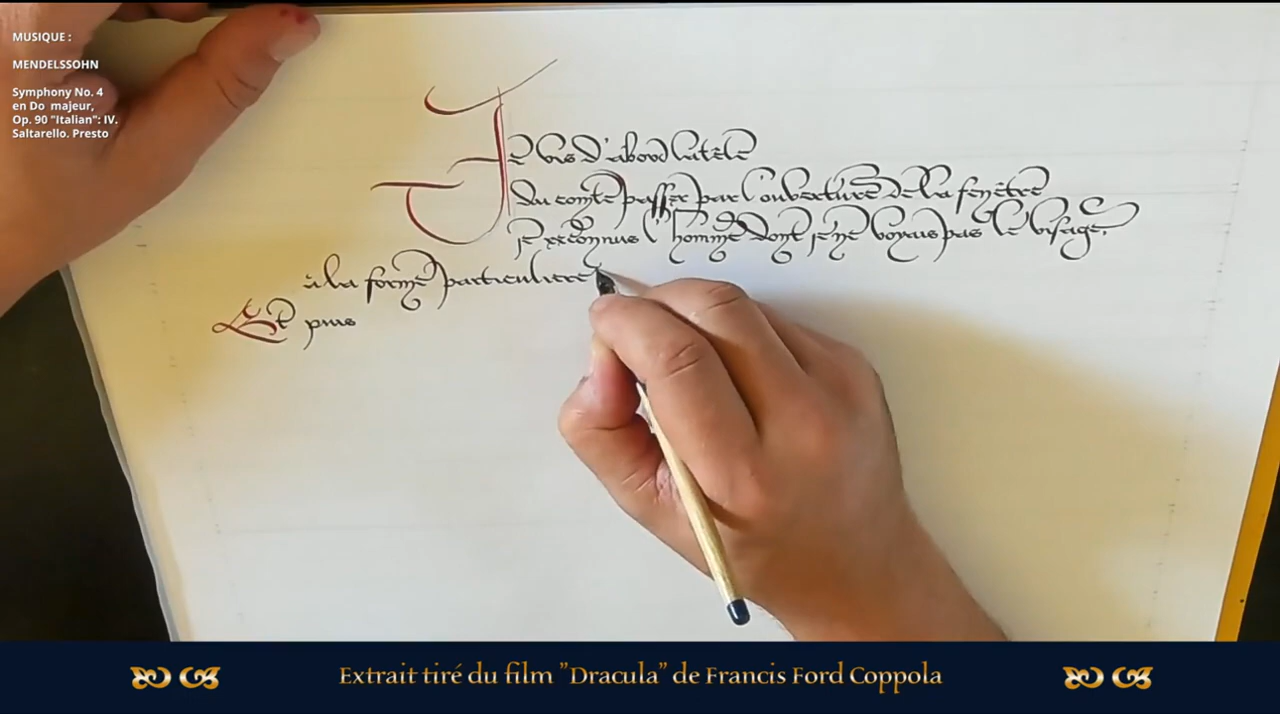 MUSIQUE :
MENDELSSOHN
Symphony No. 4
en Do majeur,
Op. 90 "Italian": IV.
Saltarello. Presto
Je vis d'abord la tête
du comte passer par l'ouverture de la fenêtre
je reconnus l'homme dont je ne voyais pas le visage,
à la forme particulière
Et puis
Extrait tiré du film "Dracula" de Francis Ford Coppola